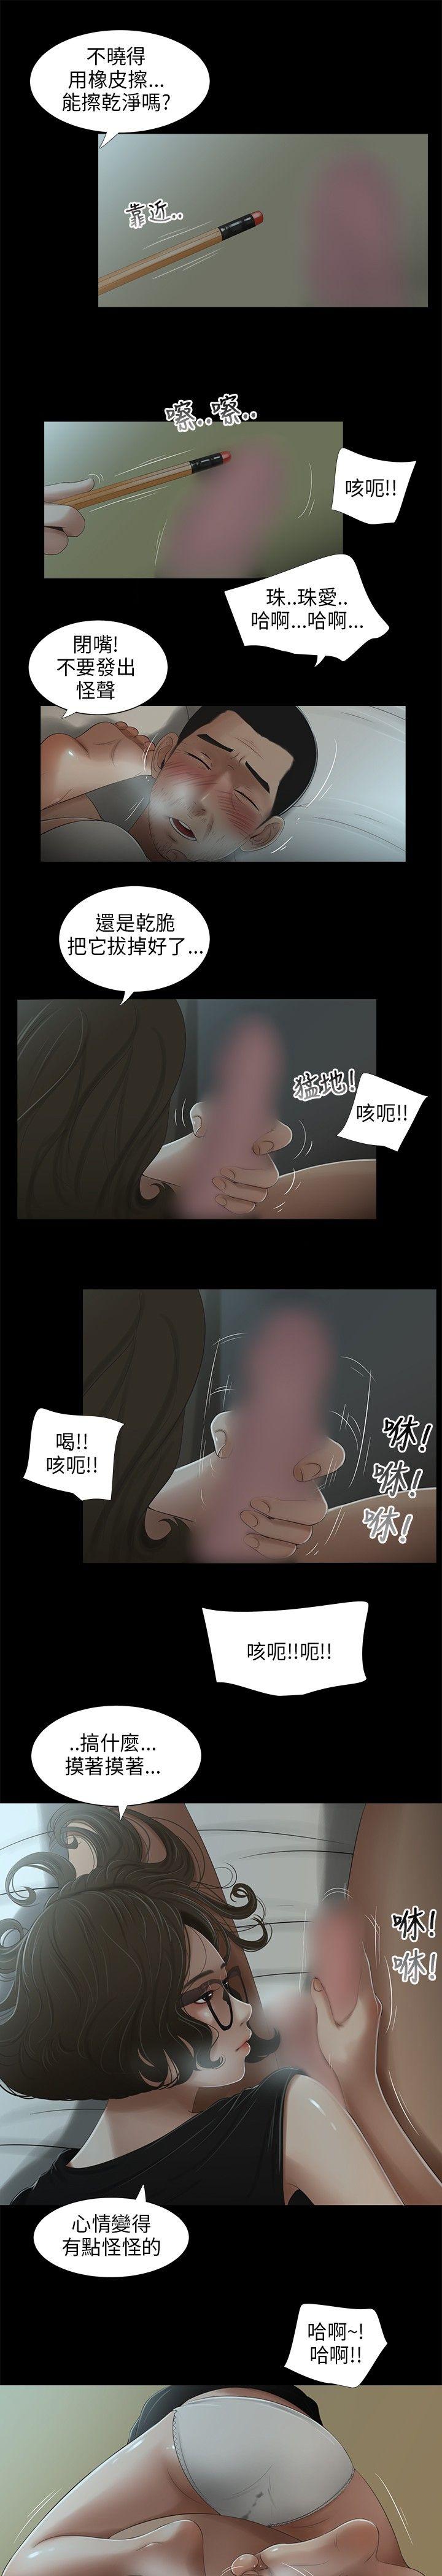 不曉得
用橡皮擦...
能擦乾淨嗎?
靠近..
嚓..嚓..
咳呃!!
珠..珠愛..
哈啊...哈啊...
閉嘴!
不要發出
怪聲
還是乾脆
把它拔掉好了...
猛地!
咳呃!!
喝!!
咳呃!!
咻!
咻!
咻!
咳呃!!呃!!
..搞什麼...
摸著摸著...
咻!
咻!
心情變得
有點怪怪的
哈啊~!
哈啊!!